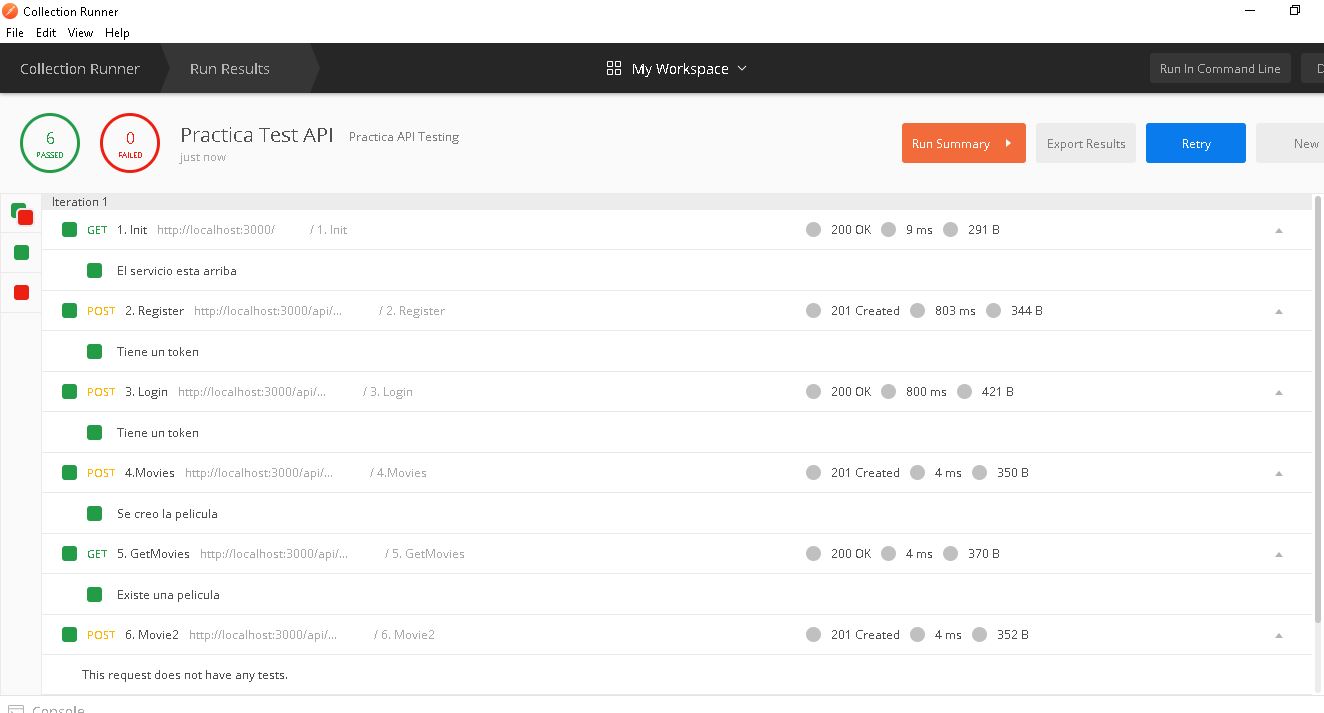 Collection Runner
File Edit View Help
Collection Runner Run Results My Workspace Run In Command Line
6 PASSED 0 FAILED Practica Test API Practica API Testing
just now
Run Summary Export Results Retry New
Iteration 1
GET 1. Init http://localhost:3000/ / 1. Init 200 OK 9 ms 291 B
El servicio esta arriba
POST 2. Register http://localhost:3000/api/... / 2. Register 201 Created 803 ms 344 B
Tiene un token
POST 3. Login http://localhost:3000/api/... / 3. Login 200 OK 800 ms 421 B
Tiene un token
POST 4.Movies http://localhost:3000/api/... / 4.Movies 201 Created 4 ms 350 B
Se creo la pelicula
GET 5. GetMovies http://localhost:3000/api/... / 5. GetMovies 200 OK 4 ms 370 B
Existe una pelicula
POST 6. Movie2 http://localhost:3000/api/... / 6. Movie2 201 Created 4 ms 352 B
This request does not have any tests.
Console